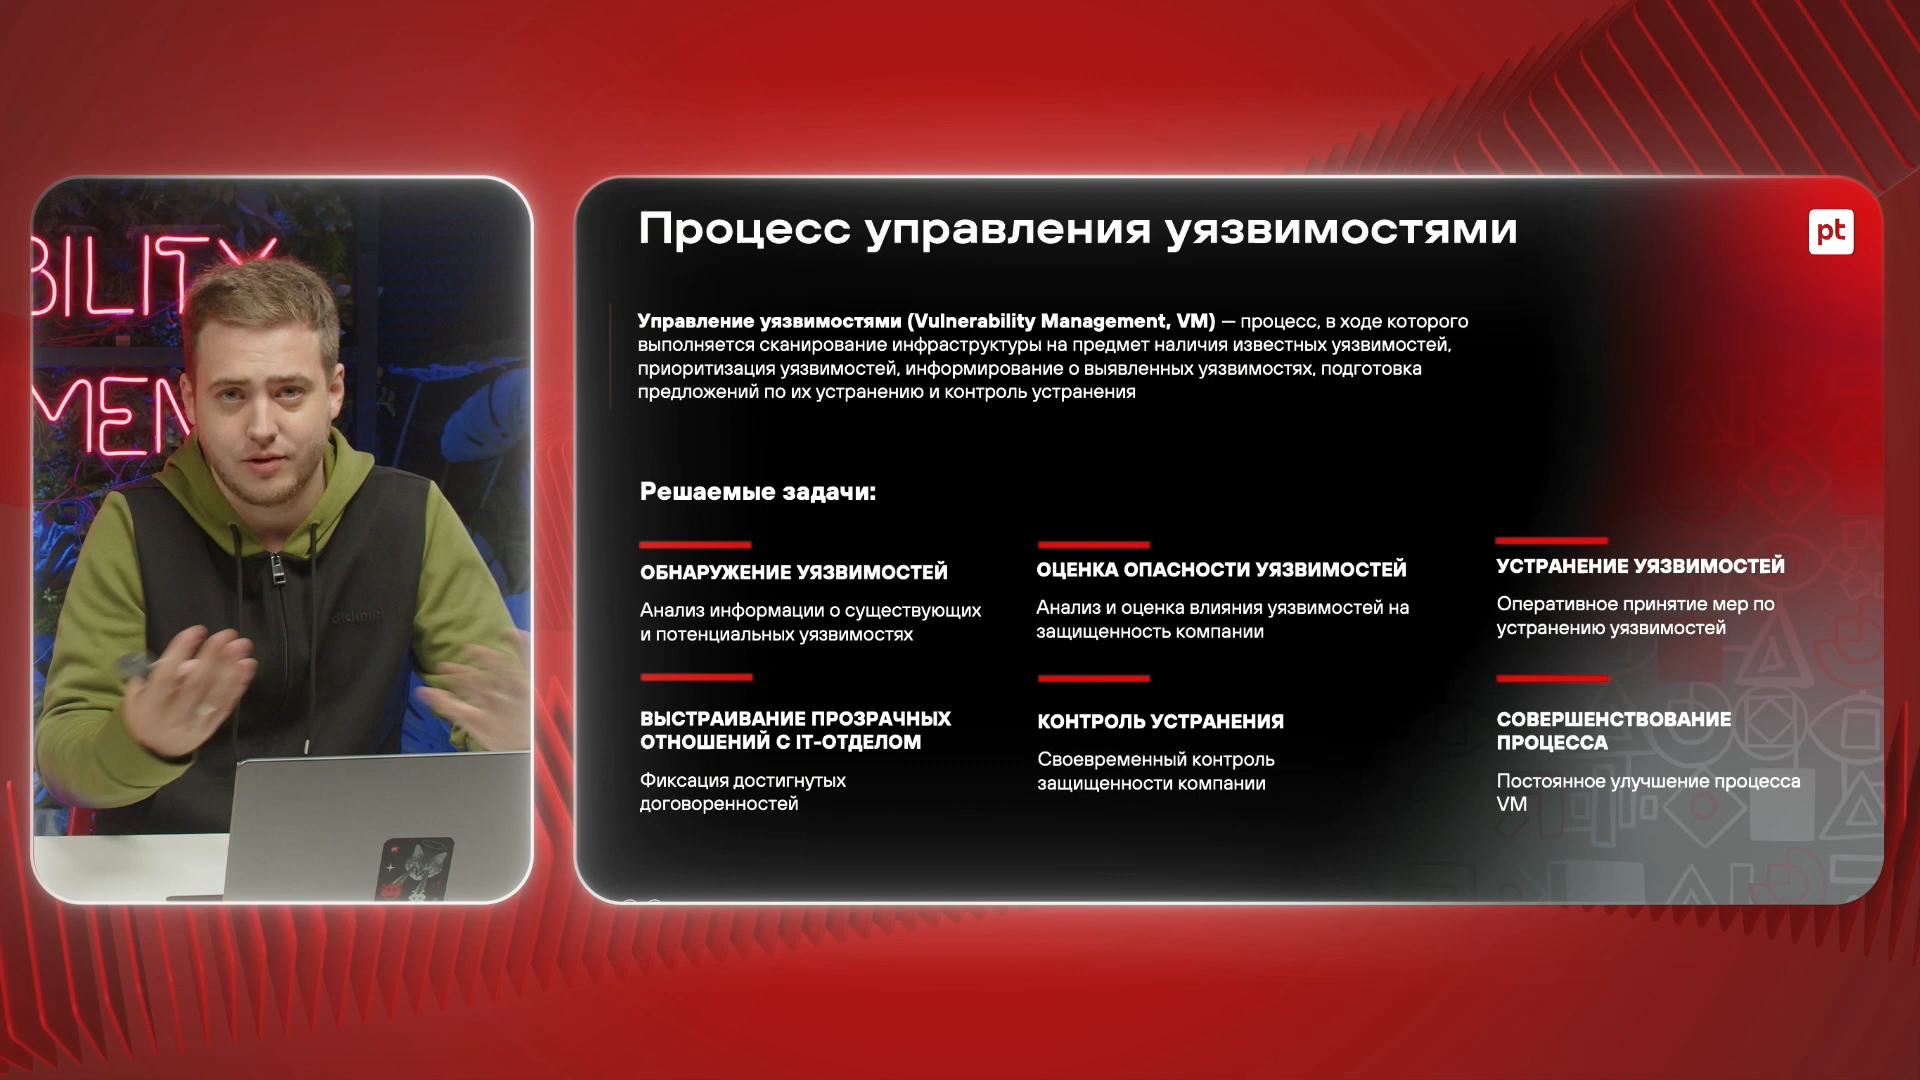 BILITY
MEN
Процесс управления уязвимостями
pt
Управление уязвимостями (Vulnerability Management, VM) — процесс, в ходе которого
выполняется сканирование инфраструктуры на предмет наличия известных уязвимостей,
приоритизация уязвимостей, информирование о выявленных уязвимостях, подготовка
предложений по их устранению и контроль устранения
Решаемые задачи:
ОБНАРУЖЕНИЕ УЯЗВИМОСТЕЙ
Анализ информации о существующих
и потенциальных уязвимостях
ОЦЕНКА ОПАСНОСТИ УЯЗВИМОСТЕЙ
Анализ и оценка влияния уязвимостей на
защищенность компании
УСТРАНЕНИЕ УЯЗВИМОСТЕЙ
Оперативное принятие мер по
устранению уязвимостей
ВЫСТРАИВАНИЕ ПРОЗРАЧНЫХ
ОТНОШЕНИЙ С IT-ОТДЕЛОМ
Фиксация достигнутых
договоренностей
КОНТРОЛЬ УСТРАНЕНИЯ
Своевременный контроль
защищенности компании
СОВЕРШЕНСТВОВАНИЕ
ПРОЦЕССА
Постоянное улучшение процесса
VM